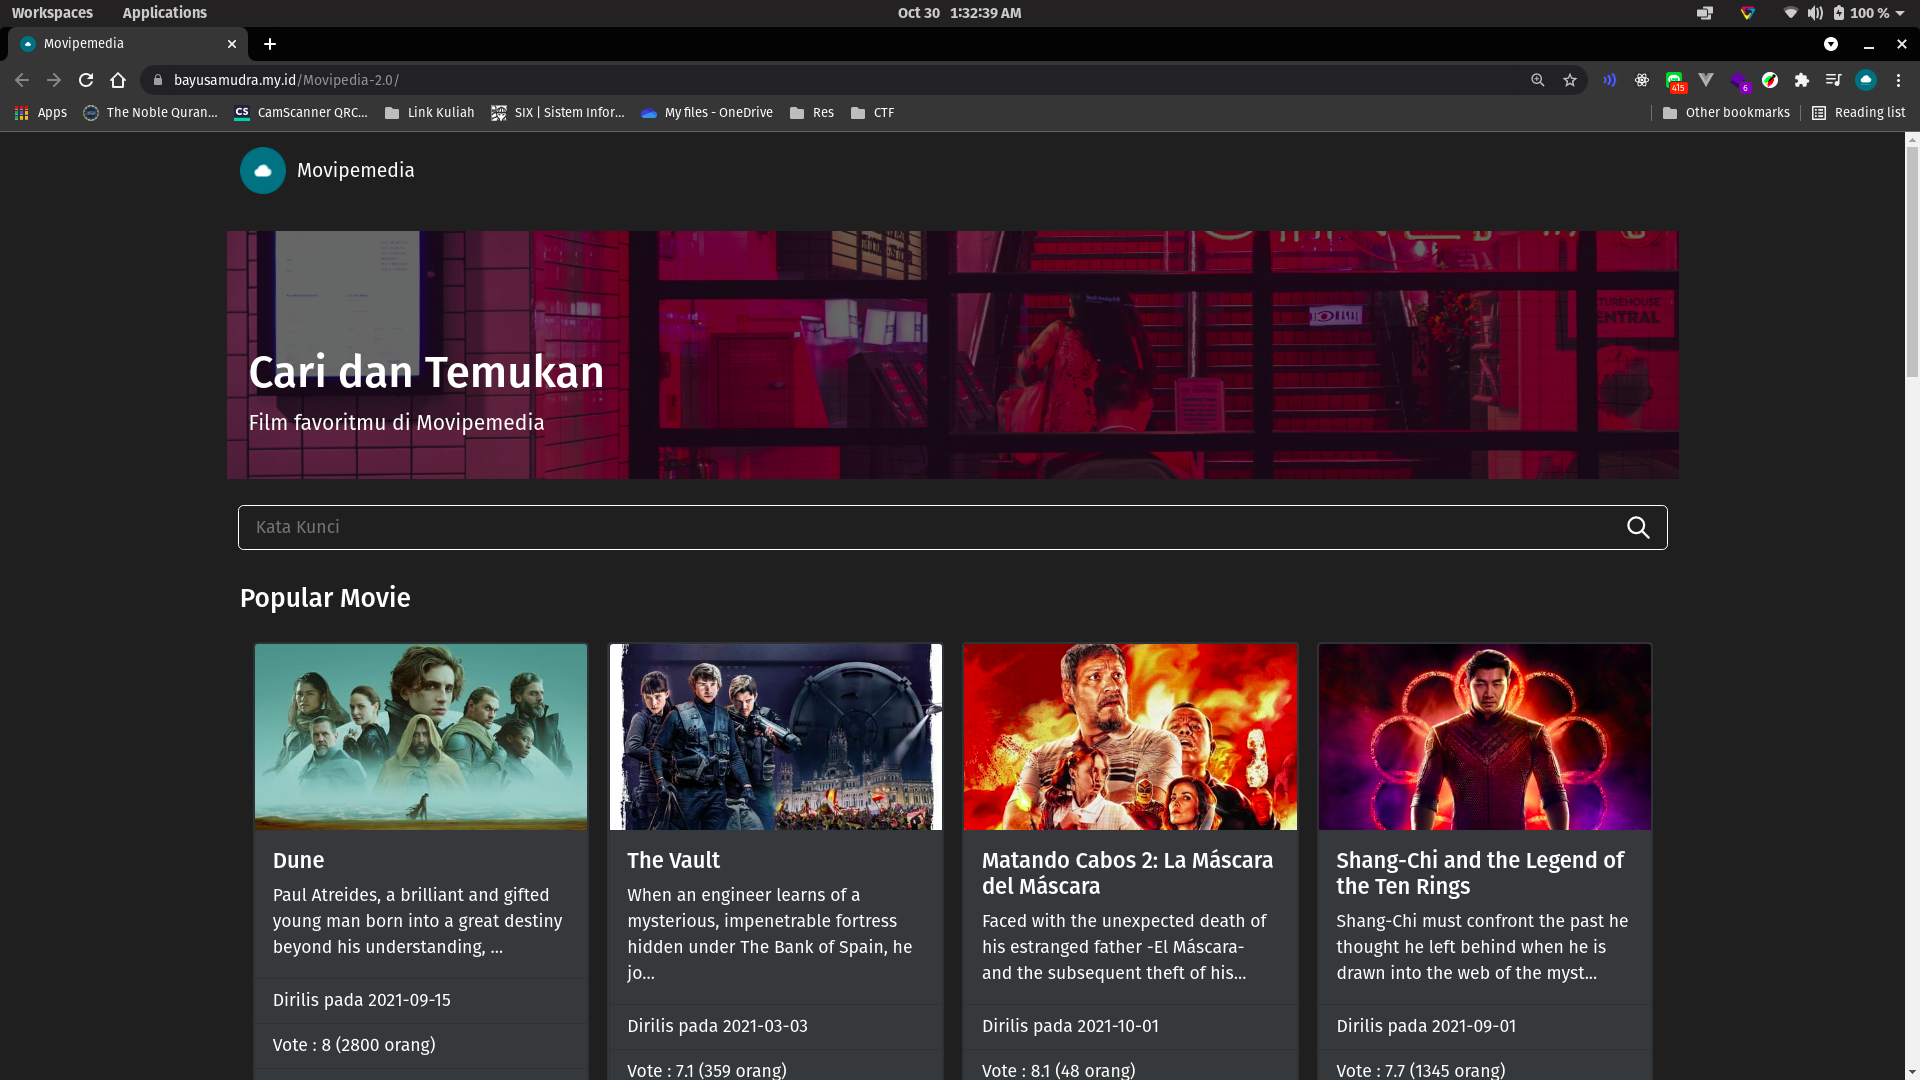 Workspaces Applications Oct 30 1:32:39 AM 100 %
Movipemedia
bayusamudra.my.id/Movipedia-2.0/
415
6
Apps The Noble Quran... CS CamScanner QRC... Link Kuliah SIX | Sistem Infor... My files - OneDrive Res CTF Other bookmarks Reading list
Movipemedia
CENTRAL
Cari dan Temukan
Film favoritmu di Movipemedia
Kata Kunci
Popular Movie
Dune
Paul Atreides, a brilliant and gifted
young man born into a great destiny
beyond his understanding, ...
Dirilis pada 2021-09-15
Vote : 8 (2800 orang)
The Vault
When an engineer learns of a
mysterious, impenetrable fortress
hidden under The Bank of Spain, he
jo...
Dirilis pada 2021-03-03
Vote : 7.1 (359 orang)
Matando Cabos 2: La Máscara
del Máscara
Faced with the unexpected death of
his estranged father -El Máscara-
and the subsequent theft of his...
Dirilis pada 2021-10-01
Vote : 8.1 (48 orang)
Shang-Chi and the Legend of
the Ten Rings
Shang-Chi must confront the past he
thought he left behind when he is
drawn into the web of the myst...
Dirilis pada 2021-09-01
Vote : 7.7 (1345 orang)